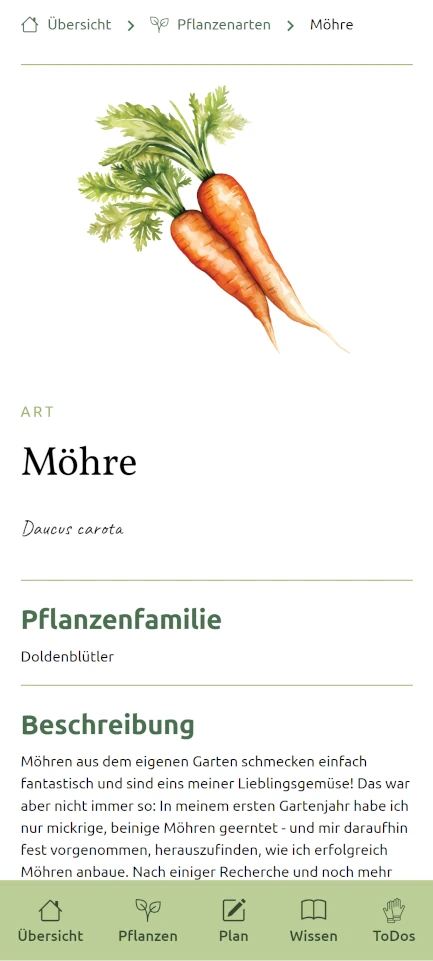 Übersicht > Pflanzenarten > Möhre
ART
Möhre
Daucus carota
Pflanzenfamilie
Doldenblütler
Beschreibung
Möhren aus dem eigenen Garten schmecken einfach
fantastisch und sind eins meiner Lieblingsgemüse! Das war
aber nicht immer so: In meinem ersten Gartenjahr habe ich
nur mickrige, beinige Möhren geerntet - und mir daraufhin
fest vorgenommen, herauszufinden, wie ich erfolgreich
Möhren anbaue. Nach einiger Recherche und noch mehr
Übersicht Pflanzen Plan Wissen ToDos